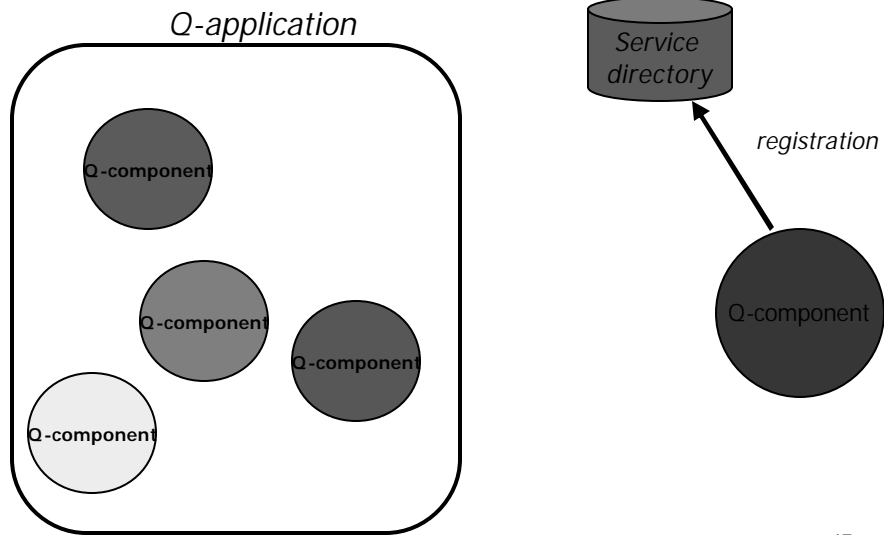 Q-application
Service
directory
registration
Q-component
Q-component
Q-component
Q-component
Q-component